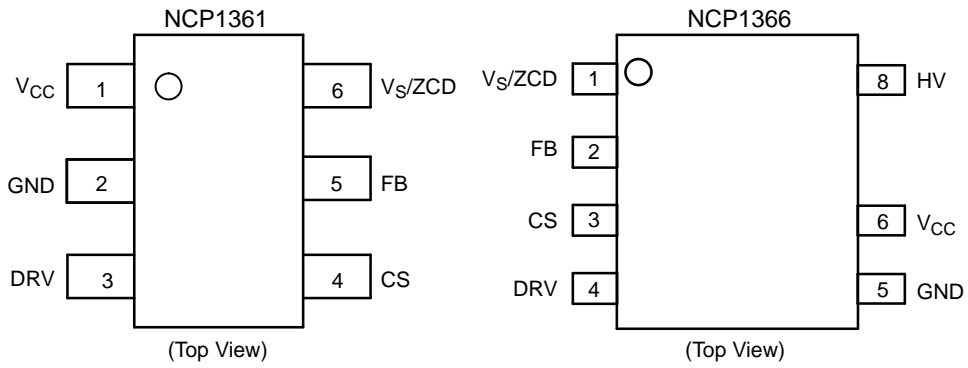 NCP1361
VCC 1
6 VS/ZCD
GND 2
5 FB
DRV 3
4 CS
(Top View)
NCP1366
VS/ZCD 1
8 HV
FB 2
CS 3
6 VCC
DRV 4
5 GND
(Top View)